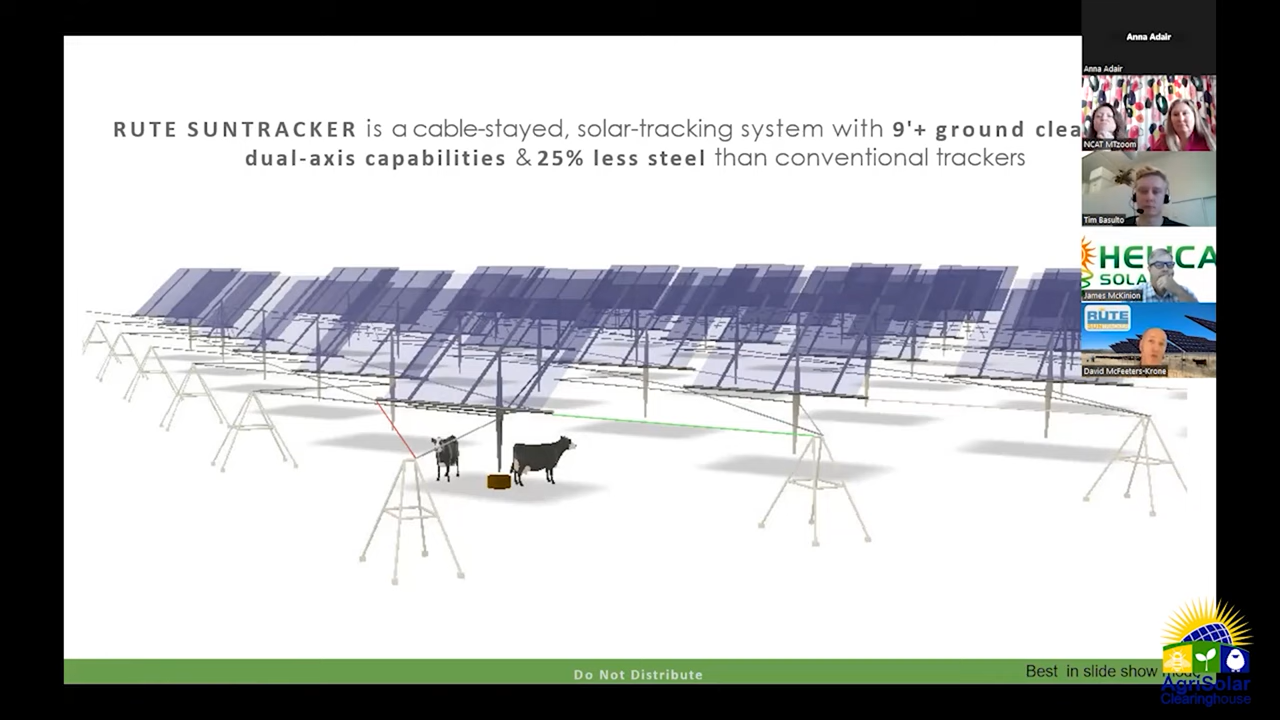 RUTE SUNTRACKER is a cable-stayed, solar-tracking system with 9'+ ground clea
dual-axis capabilities & 25% less steel than conventional trackers
Anna Adair
Anna Adair
NCAT MTzoom
Tim Basulto
HELICA
SOLA
James McKinion
RUTE
SUNTRACKER
David McFeeters-Krone
Do Not Distribute
Best in slide show
AgriSolar
Clearinghouse